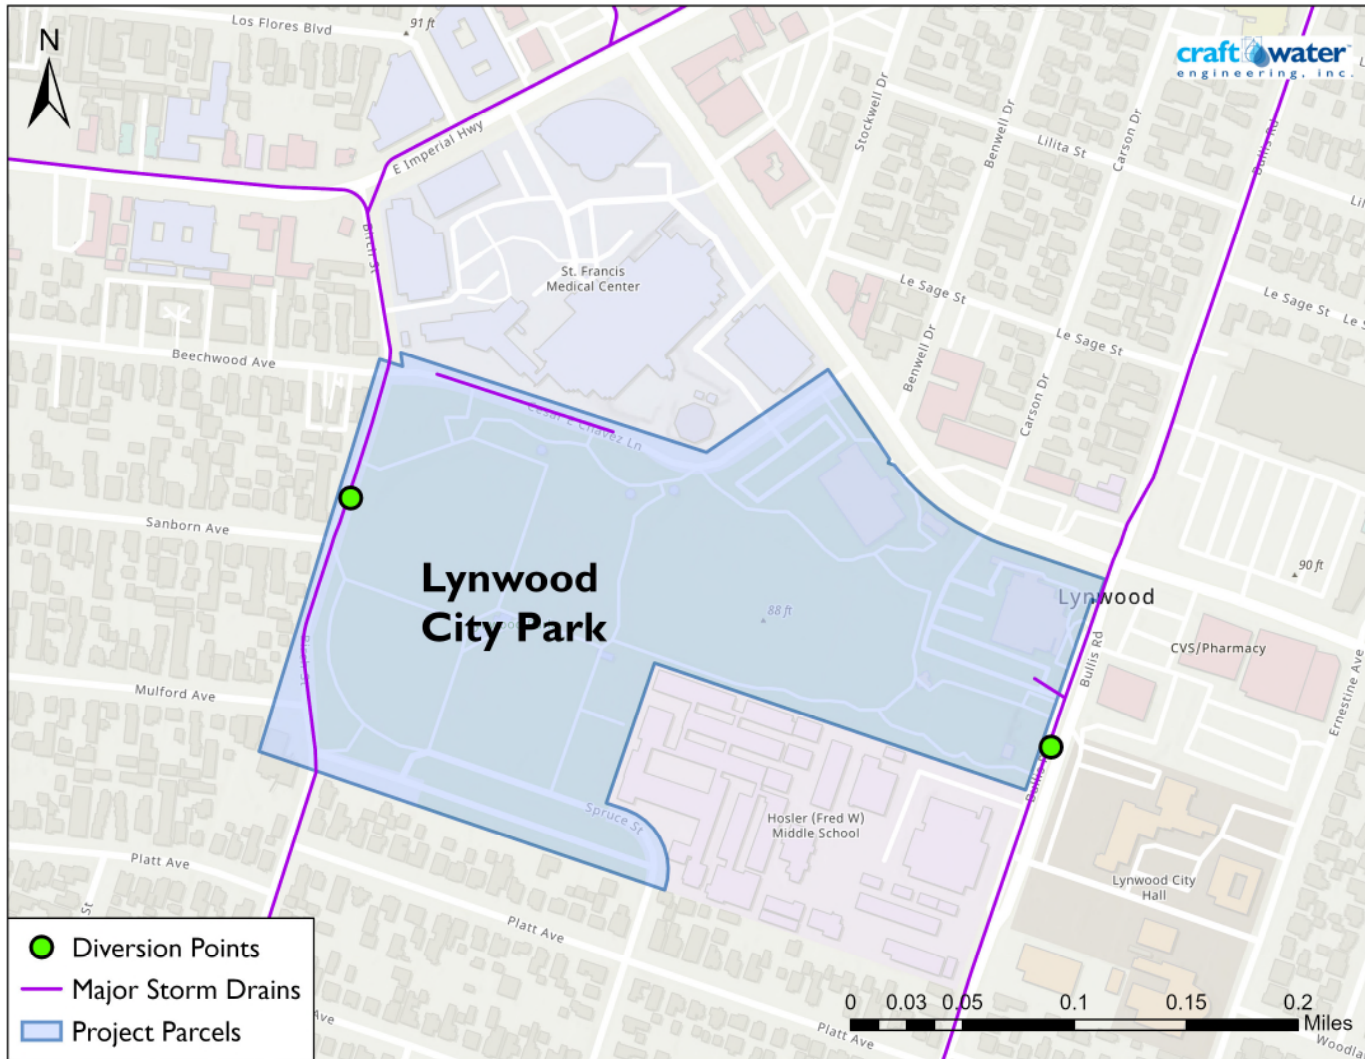 Los Flores Blvd
91 ft
N
craft water
engineering, inc.
E Imperial Hwy
Stockwell Dr
Benwell Dr
Lilita St
Carson Dr
Bullis Rd
Birch St
St. Francis
Medical Center
Le Sage St
Le Sage St
Le Sage St
Beechwood Ave
Benwell Dr
Carson Dr
Cesar E Chavez Ln
Sanborn Ave
90 ft
Lynwood
City Park
88 ft
Lynwood
Bullis Rd
CVS/Pharmacy
Ernestine Ave
Mulford Ave
Spruce St
Hosler (Fred W)
Middle School
Platt Ave
Lynwood City
Hall
Platt Ave
Platt Ave
Diversion Points
Major Storm Drains
Project Parcels
0 0.03 0.05 0.1 0.15 0.2
Miles